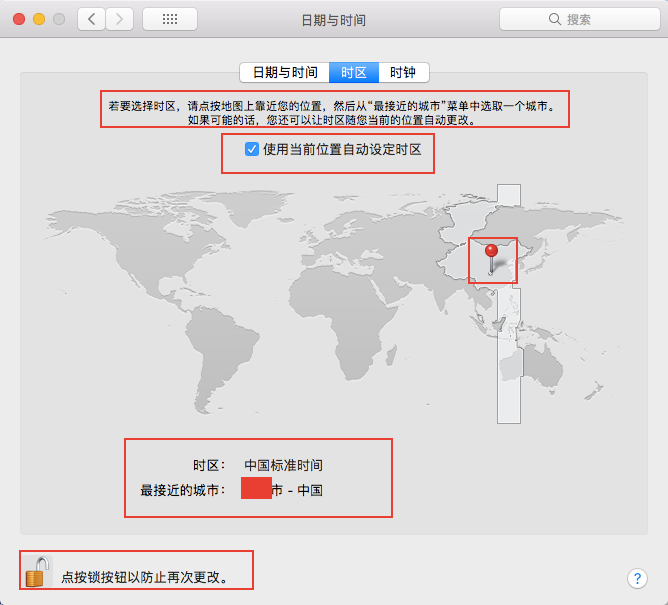 日期与时间
搜索
日期与时间 时区 时钟
若要选择时区，请点按地图上靠近您的位置，然后从“最接近的城市”菜单中选取一个城市。
如果可能的话，您还可以让时区随您当前的位置自动更改。
使用当前位置自动设定时区
时区： 中国标准时间
最接近的城市： 市 – 中国
点按锁按钮以防止再次更改。
?